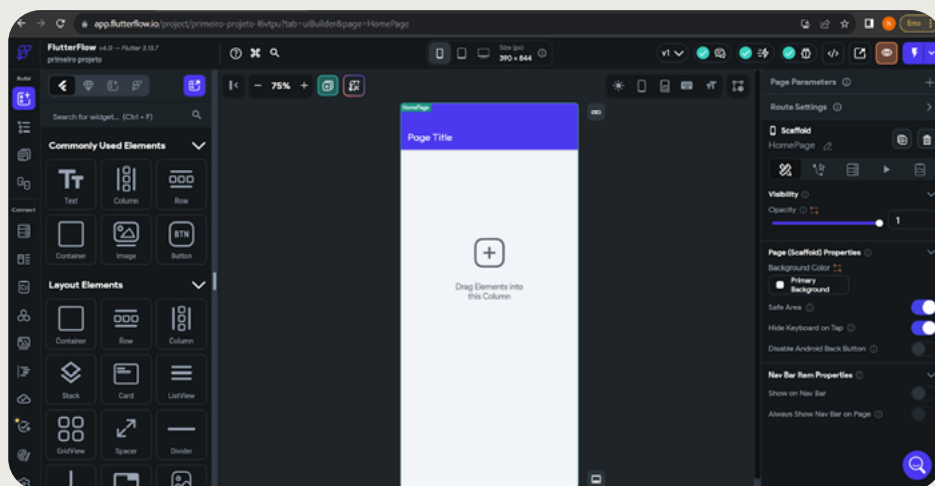 app.flutterflow.io/project/primeiro-projeto-l6vtpu?tab=uiBuilder&page=HomePage
h
Erro
FlutterFlow v4.0 – Flutter 3.13.7
primeiro projeto
Size (px)
390 × 844
v1
Build
75%
Page Parameters
Route Settings
Search for widget... (Ctrl + F)
Commonly Used Elements
Text
Column
Row
Container
Image
BTN
Button
Connect
Layout Elements
Container
Row
Column
Stack
Card
ListView
GridView
Spacer
Divider
HomePage
Page Title
Drag Elements into
this Column
Scaffold
HomePage
Visibility
Opacity
1
Page (Scaffold) Properties
Background Color
Primary
Background
Safe Area
Hide Keyboard on Tap
Disable Android Back Button
Nav Bar Item Properties
Show on Nav Bar
Always Show Nav Bar on Page